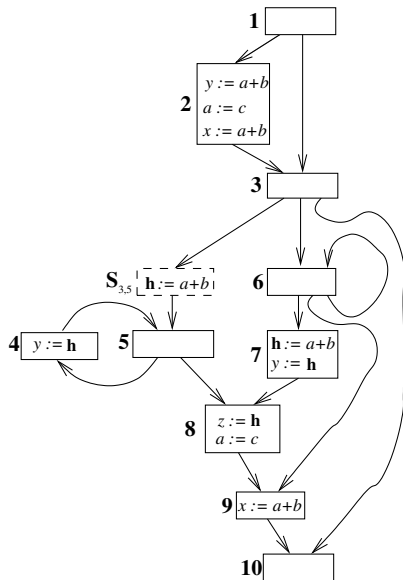 1
2
y := a+b
a := c
x := a+b
3
S3,5 h := a+b
6
4 y := h
5
7 h := a+b
y := h
8 z := h
a := c
9 x := a+b
10